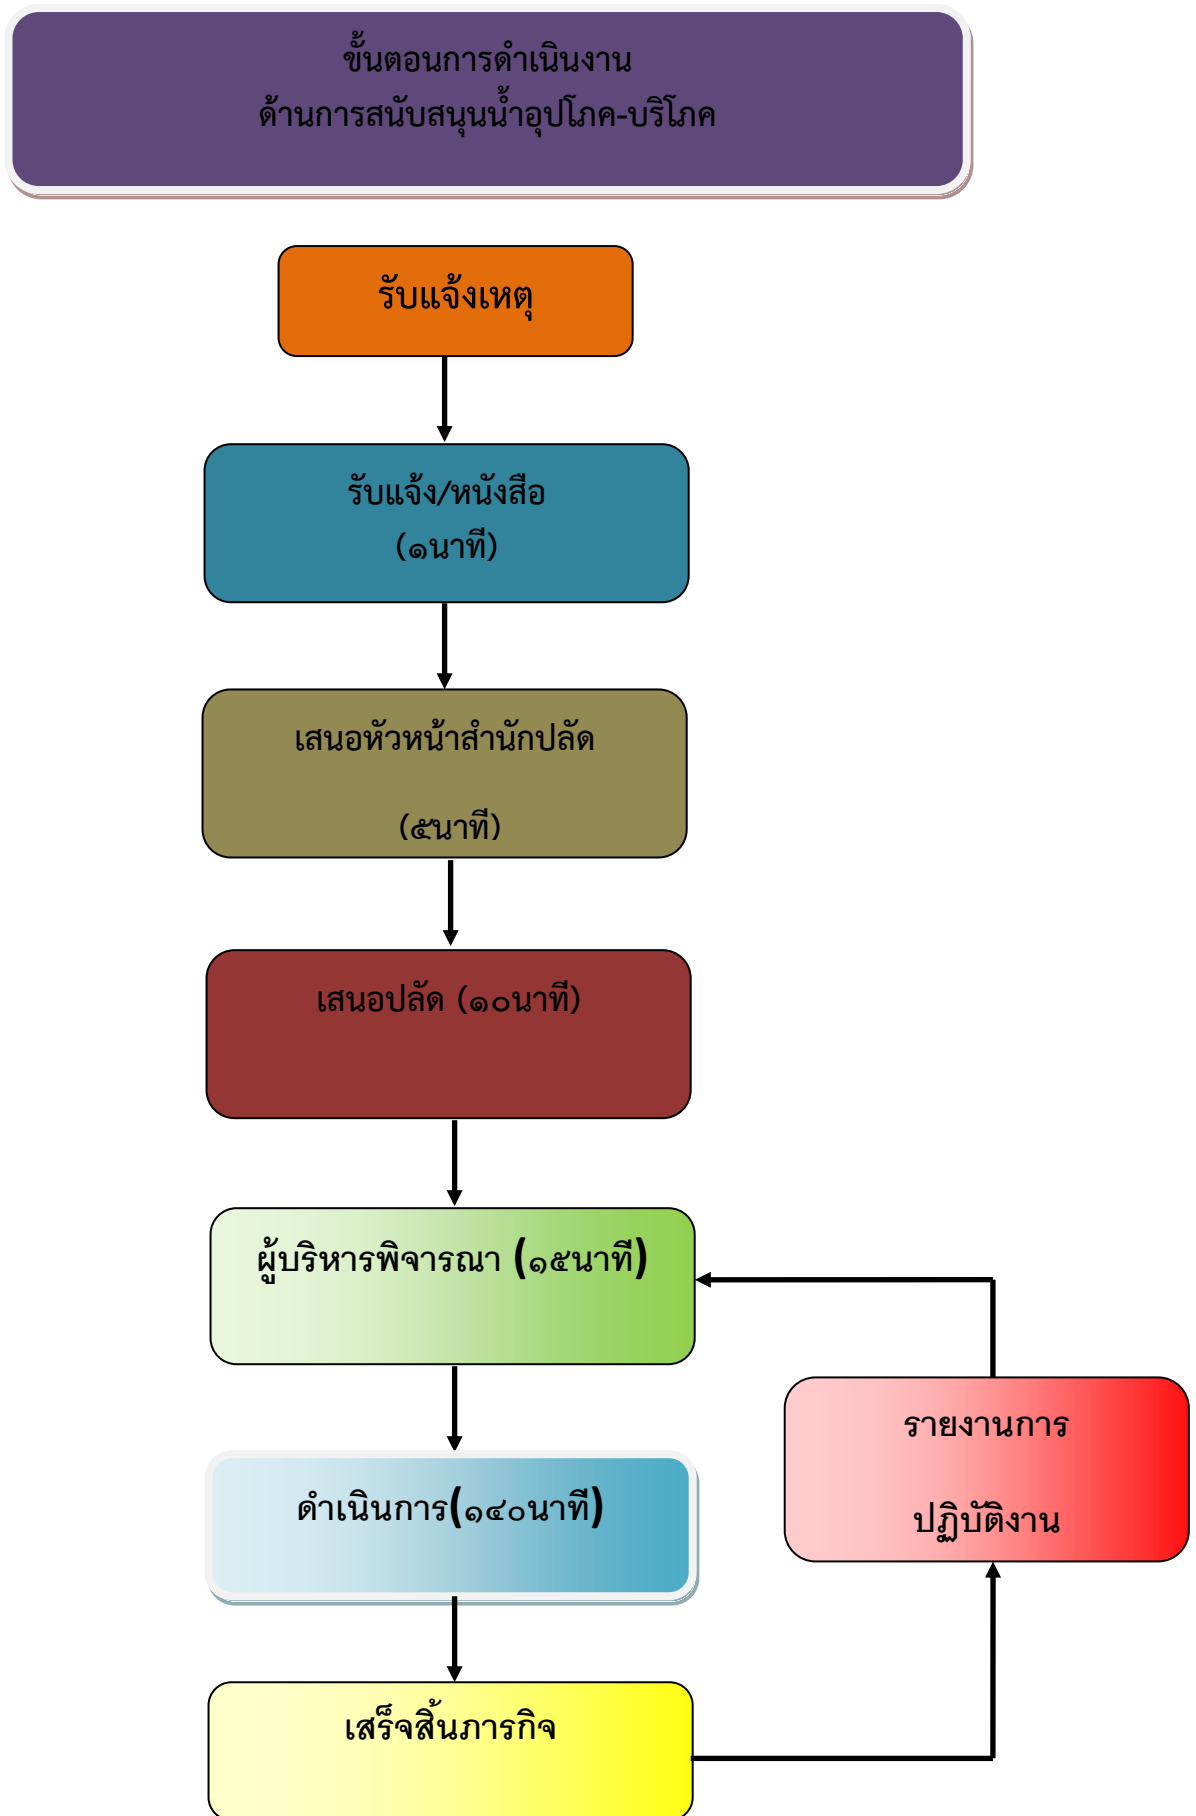 ขั้นตอนการดำเนินงาน
ด้านการสนับสนุนน้ำอุปโภค-บริโภค
รับแจ้งเหตุ
รับแจ้ง/หนังสือ
(๑นาที)
เสนอหัวหน้าสำนักปลัด
(๕นาที)
เสนอปลัด (๑๐นาที)
ผู้บริหารพิจารณา (๑๕นาที)
ดำเนินการ(๑๔๐นาที)
เสร็จสิ้นภารกิจ
รายงานการ
ปฏิบัติงาน